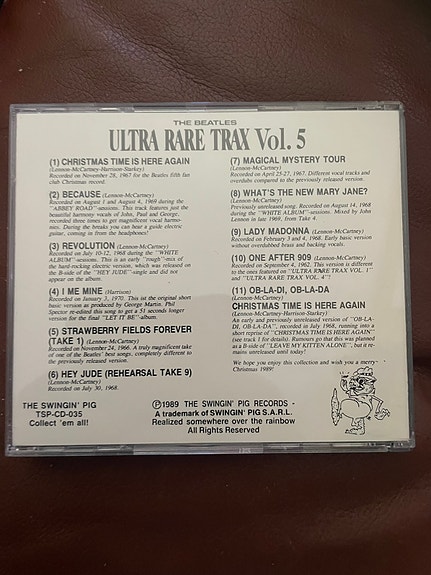 THE BEATLES
ULTRA RARE TRAX Vol. 5
(1) CHRISTMAS TIME IS HERE AGAIN
(Lennon-McCartney-Harrison-Starkey)
Recorded on November 28, 1967 for the Beatles fifth fan
club Christmas record.
(2) BECAUSE (Lennon-McCartney)
Recorded on August 1 and August 4, 1969 during the
"ABBEY ROAD"-sessions. This track features just the
beautiful harmony vocals of John, Paul and George,
recorded three times to get magnificent vocal harmo-
nies. During the breaks you can hear a guide electric
guitar, coming in from the headphones!
(3) REVOLUTION (Lennon-McCartney)
Recorded on July 10-12, 1968 during the "WHITE
ALBUM"-sessions. This is an early "rough"-mix of
the hard-rocking electric version, which was released on
the B-side of the "HEY JUDE"-single and did not
appear on the album.
(4) I ME MINE (Harrison)
Recorded on January 3, 1970. This ist the original short
basic version as produced by George Martin. Phil
Spector re-edited this song to get a 51 seconds longer
version for the final "LET IT BE"-album.
(5) STRAWBERRY FIELDS FOREVER
(TAKE 1) (Lennon-McCartney)
Recorded on November 24, 1966. A truly magnificent take
of one of the Beatles' best songs, completely different to
the previously released version.
(6) HEY JUDE (REHEARSAL TAKE 9)
(Lennon-McCartney)
Recorded on July 30, 1968.
(7) MAGICAL MYSTERY TOUR
(Lennon-McCartney)
Recorded on April 25-27, 1967. Different vocal tracks and
overdubs compared to the previously released version.
(8) WHAT'S THE NEW MARY JANE?
(Lennon-McCartney)
Previously unreleased song. Recorded on August 14, 1968
during the "WHITE ALBUM"-sessions. Mixed by John
Lennon in late 1969, from Take 4.
(9) LADY MADONNA (Lennon-McCartney)
Recorded on February 3 and 4, 1968. Early basic version
without overdubbed brass and backing vocals.
(10) ONE AFTER 909 (Lennon-McCartney)
Recorded on September 4, 1962. This version is different
to the ones featured on "ULTRA RARE TRAX VOL. 1"
and "ULTRA RARE TRAX VOL. 4"!
(11) OB-LA-DI, OB-LA-DA
(Lennon-McCartney)
CHRISTMAS TIME IS HERE AGAIN
(Lennon-McCartney-Harrison-Starkey)
An early and previously unreleased version of "OB-LA-
DI, OB-LA-DA", recorded in July 1968, running into a
short reprise of "CHRISTMAS TIME IS HERE AGAIN"
(see track 1 for details). Rumours go that this was planned
as a B-side of "LEAVE MY KITTEN ALONE", but it re-
mains unreleased until today!
We hope you enjoy this collection and wish you a merry
Christmas 1989!
THE SWINGIN' PIG
TSP-CD-035
Collect 'em all!
Ⓟ1989 THE SWINGIN' PIG RECORDS -
A trademark of SWINGIN' PIG S.A.R.L.
Realized somewhere over the rainbow
All Rights Reserved